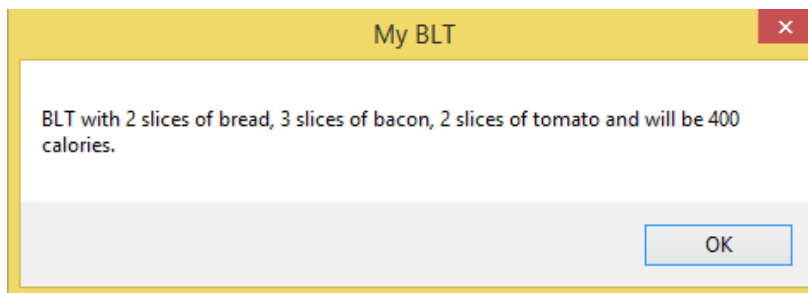 My BLT
BLT with 2 slices of bread, 3 slices of bacon, 2 slices of tomato and will be 400
calories.
OK